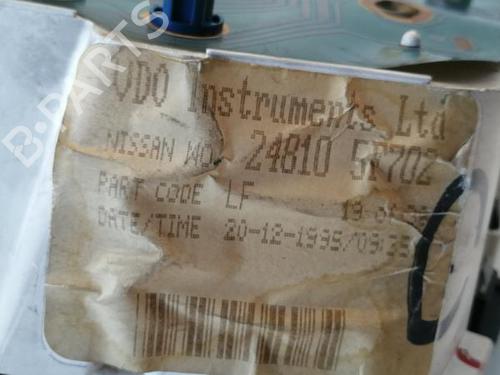 VDO Instruments Ltd
NISSAN NO. 24810 5F702
PART CODE LF
DATE/TIME 20-12-1995/09:35
B-PARTS